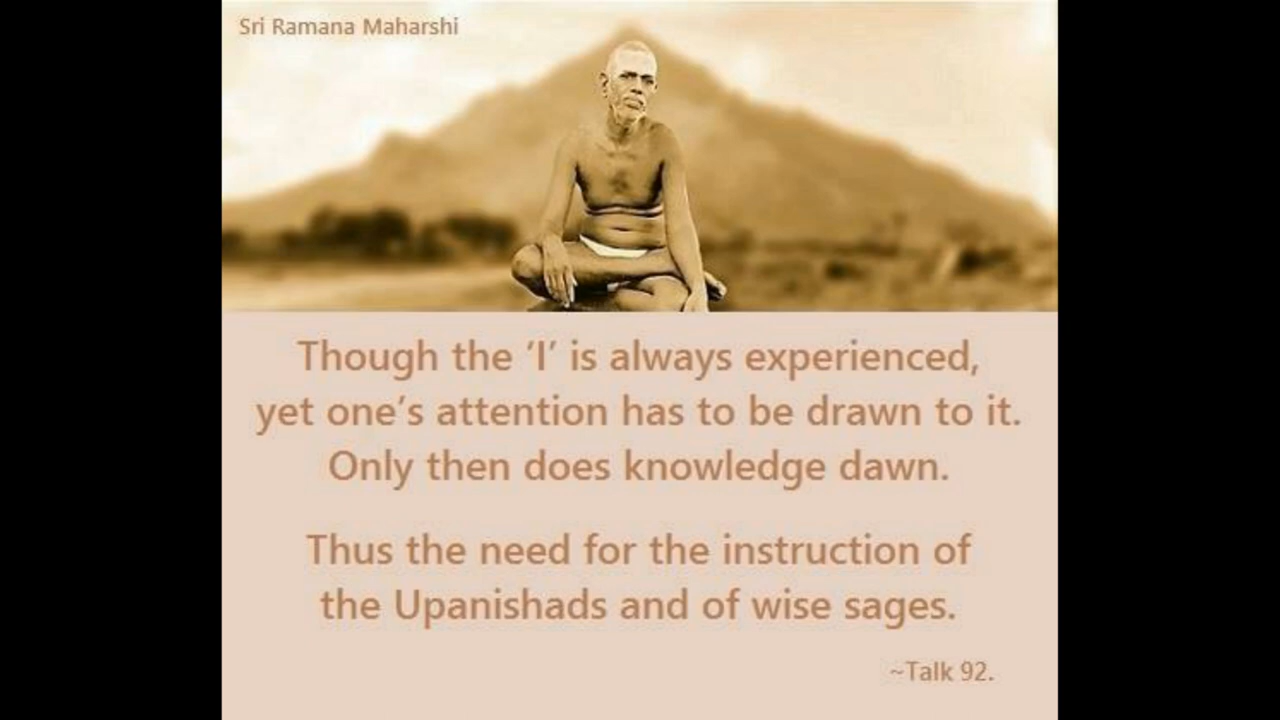 Sri Ramana Maharshi
Though the ‘I’ is always experienced,
yet one’s attention has to be drawn to it.
Only then does knowledge dawn.
Thus the need for the instruction of
the Upanishads and of wise sages.
~Talk 92.